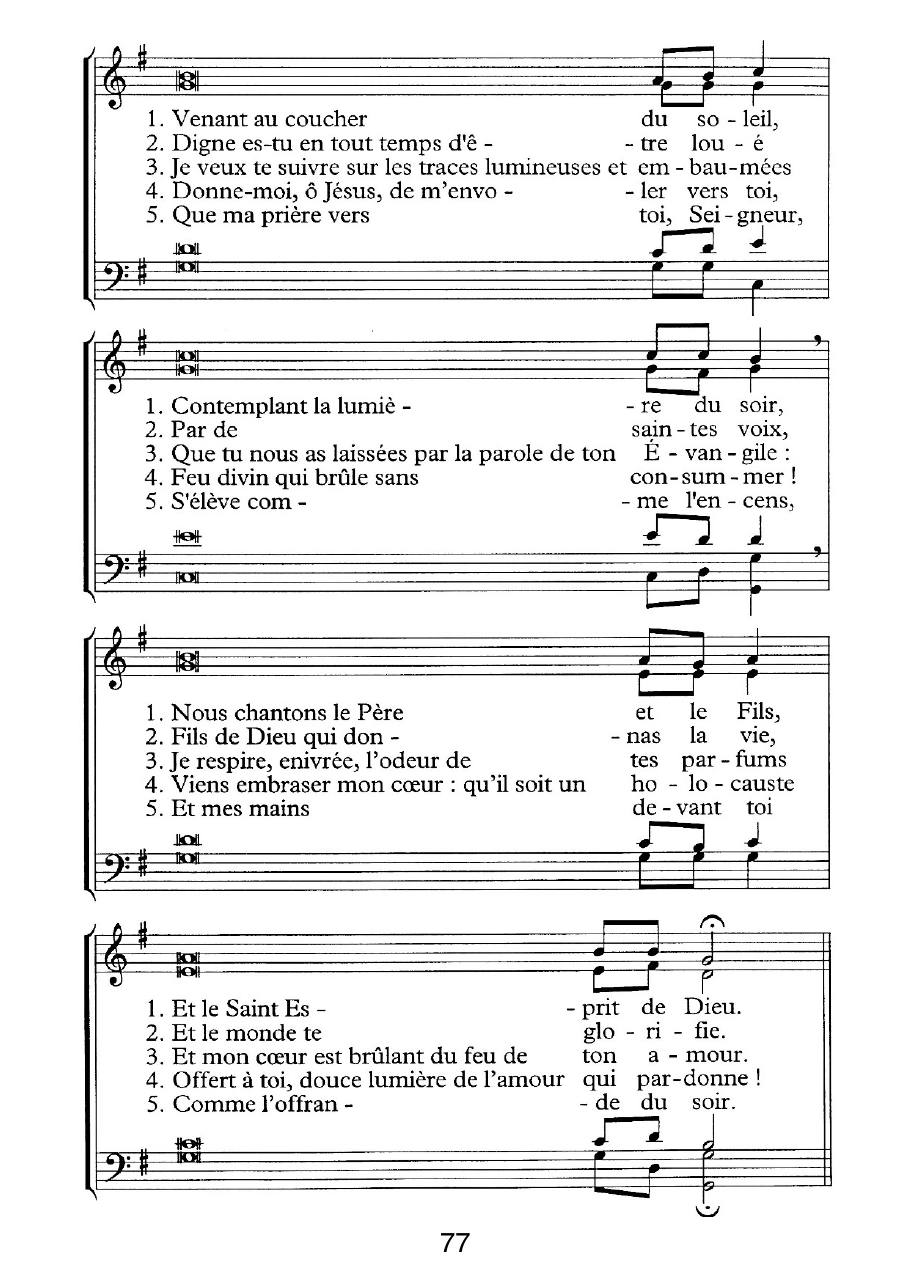 1. Venant au coucher du so - leil,
2. Digne es-tu en tout temps d'ê - - tre lou - é
3. Je veux te suivre sur les traces lumineuses et em - bau-mées
4. Donne-moi, ô Jésus, de m’envo - - ler vers toi,
5. Que ma prière vers toi, Sei - gneur,
1. Contemplant la lumiè - - re du soir,
2. Par de sain - tes voix,
3. Que tu nous as laissées par la parole de ton É - van - gile :
4. Feu divin qui brûle sans con - sum - mer !
5. S'élève com - - me l'en - cens,
1. Nous chantons le Père et le Fils,
2. Fils de Dieu qui don - - nas la vie,
3. Je respire, enivrée, l’odeur de tes par - fums
4. Viens embraser mon cœur : qu’il soit un ho - lo - causte
5. Et mes mains de - vant toi
1. Et le Saint Es - - prit de Dieu.
2. Et le monde te glo - ri - fie.
3. Et mon cœur est brûlant du feu de ton a - mour.
4. Offert à toi, douce lumière de l’amour qui par-donne !
5. Comme l’offran - - de du soir.
77